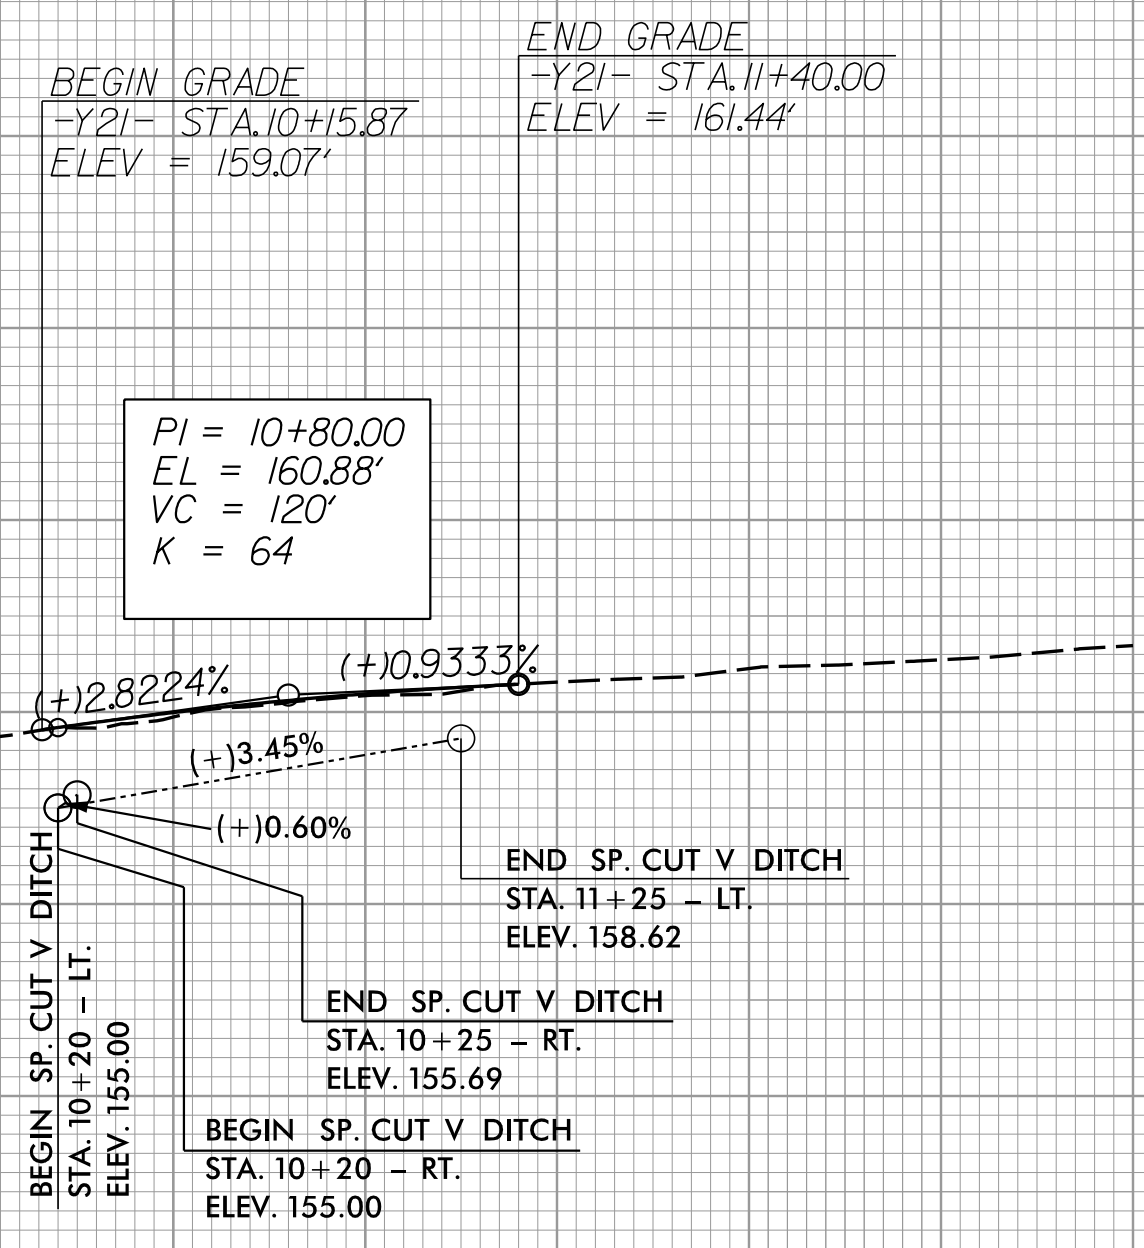 END GRADE
-Y21- STA.11+40.00
ELEV = 161.44'
BEGIN GRADE
-Y21- STA.10+15.87
ELEV = 159.07'
PI = 10+80.00
EL = 160.88'
VC = 120'
K = 64
(+)2.8224%
(+)0.9333%
(+)3.45%
(+)0.60%
END SP. CUT V DITCH
STA. 11+25 - LT.
ELEV. 158.62
BEGIN SP. CUT V DITCH
STA. 10+20 - LT.
ELEV. 155.00
END SP. CUT V DITCH
STA. 10+25 - RT.
ELEV. 155.69
BEGIN SP. CUT V DITCH
STA. 10+20 - RT.
ELEV. 155.00